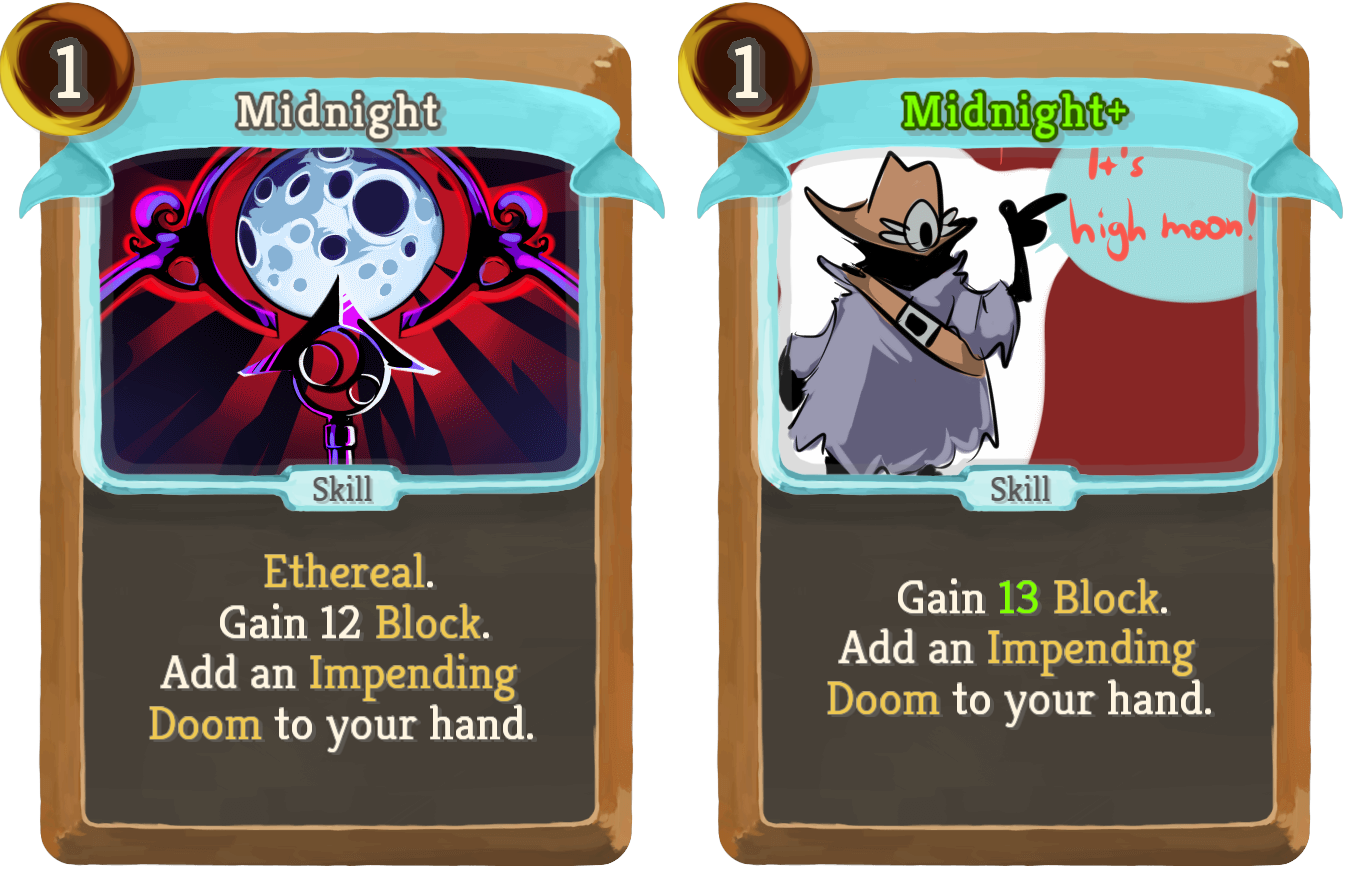 1
Midnight
Skill
Ethereal.
Gain 12 Block.
Add an Impending
Doom to your hand.
1
Midnight+
It's
high moon!
Skill
Gain 13 Block.
Add an Impending
Doom to your hand.